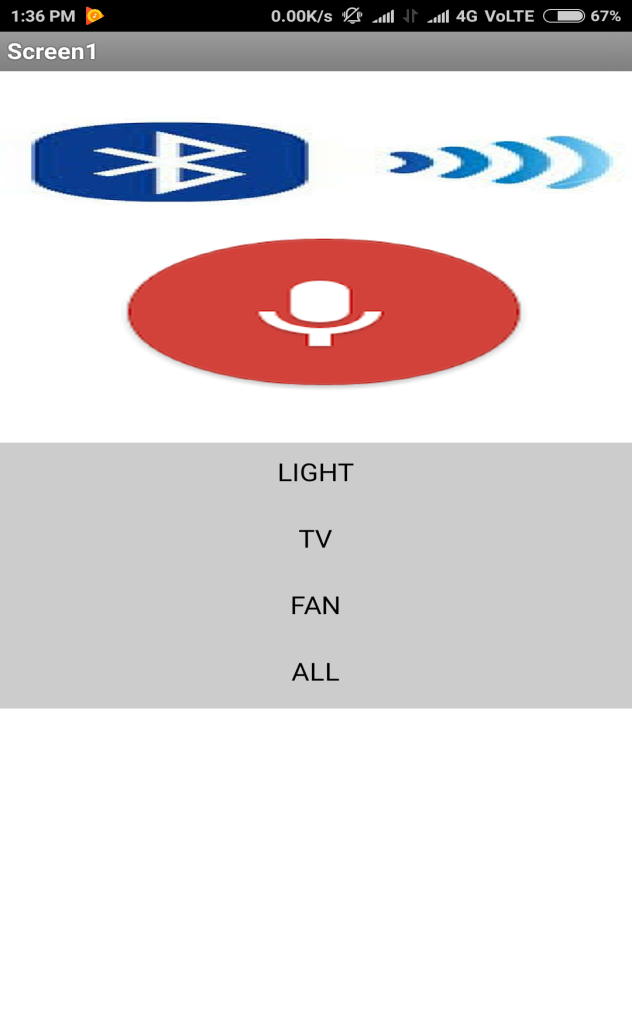 1:36 PM 0.00K/s 4G VoLTE 67%
Screen1
LIGHT
TV
FAN
ALL